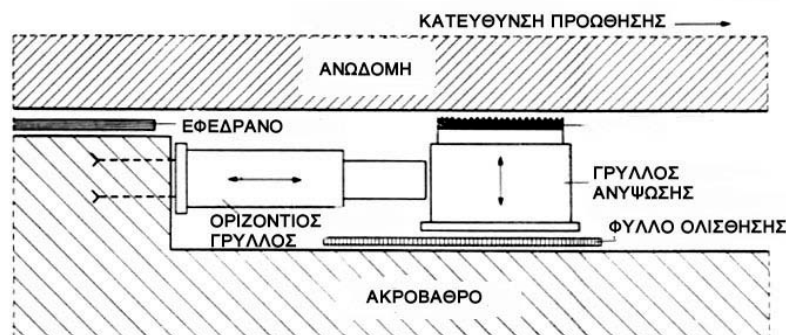 ΚΑΤΕΥΘΥΝΣΗ ΠΡΟΩΘΗΣΗΣ
ΑΝΩΔΟΜΗ
ΕΦΕΔΡΑΝΟ
ΓΡΥΛΛΟΣ
ΑΝΥΨΩΣΗΣ
ΟΡΙΖΟΝΤΙΟΣ
ΓΡΥΛΛΟΣ
ΦΥΛΛΟ ΟΛΙΣΘΗΣΗΣ
ΑΚΡΟΒΑΘΡΟ